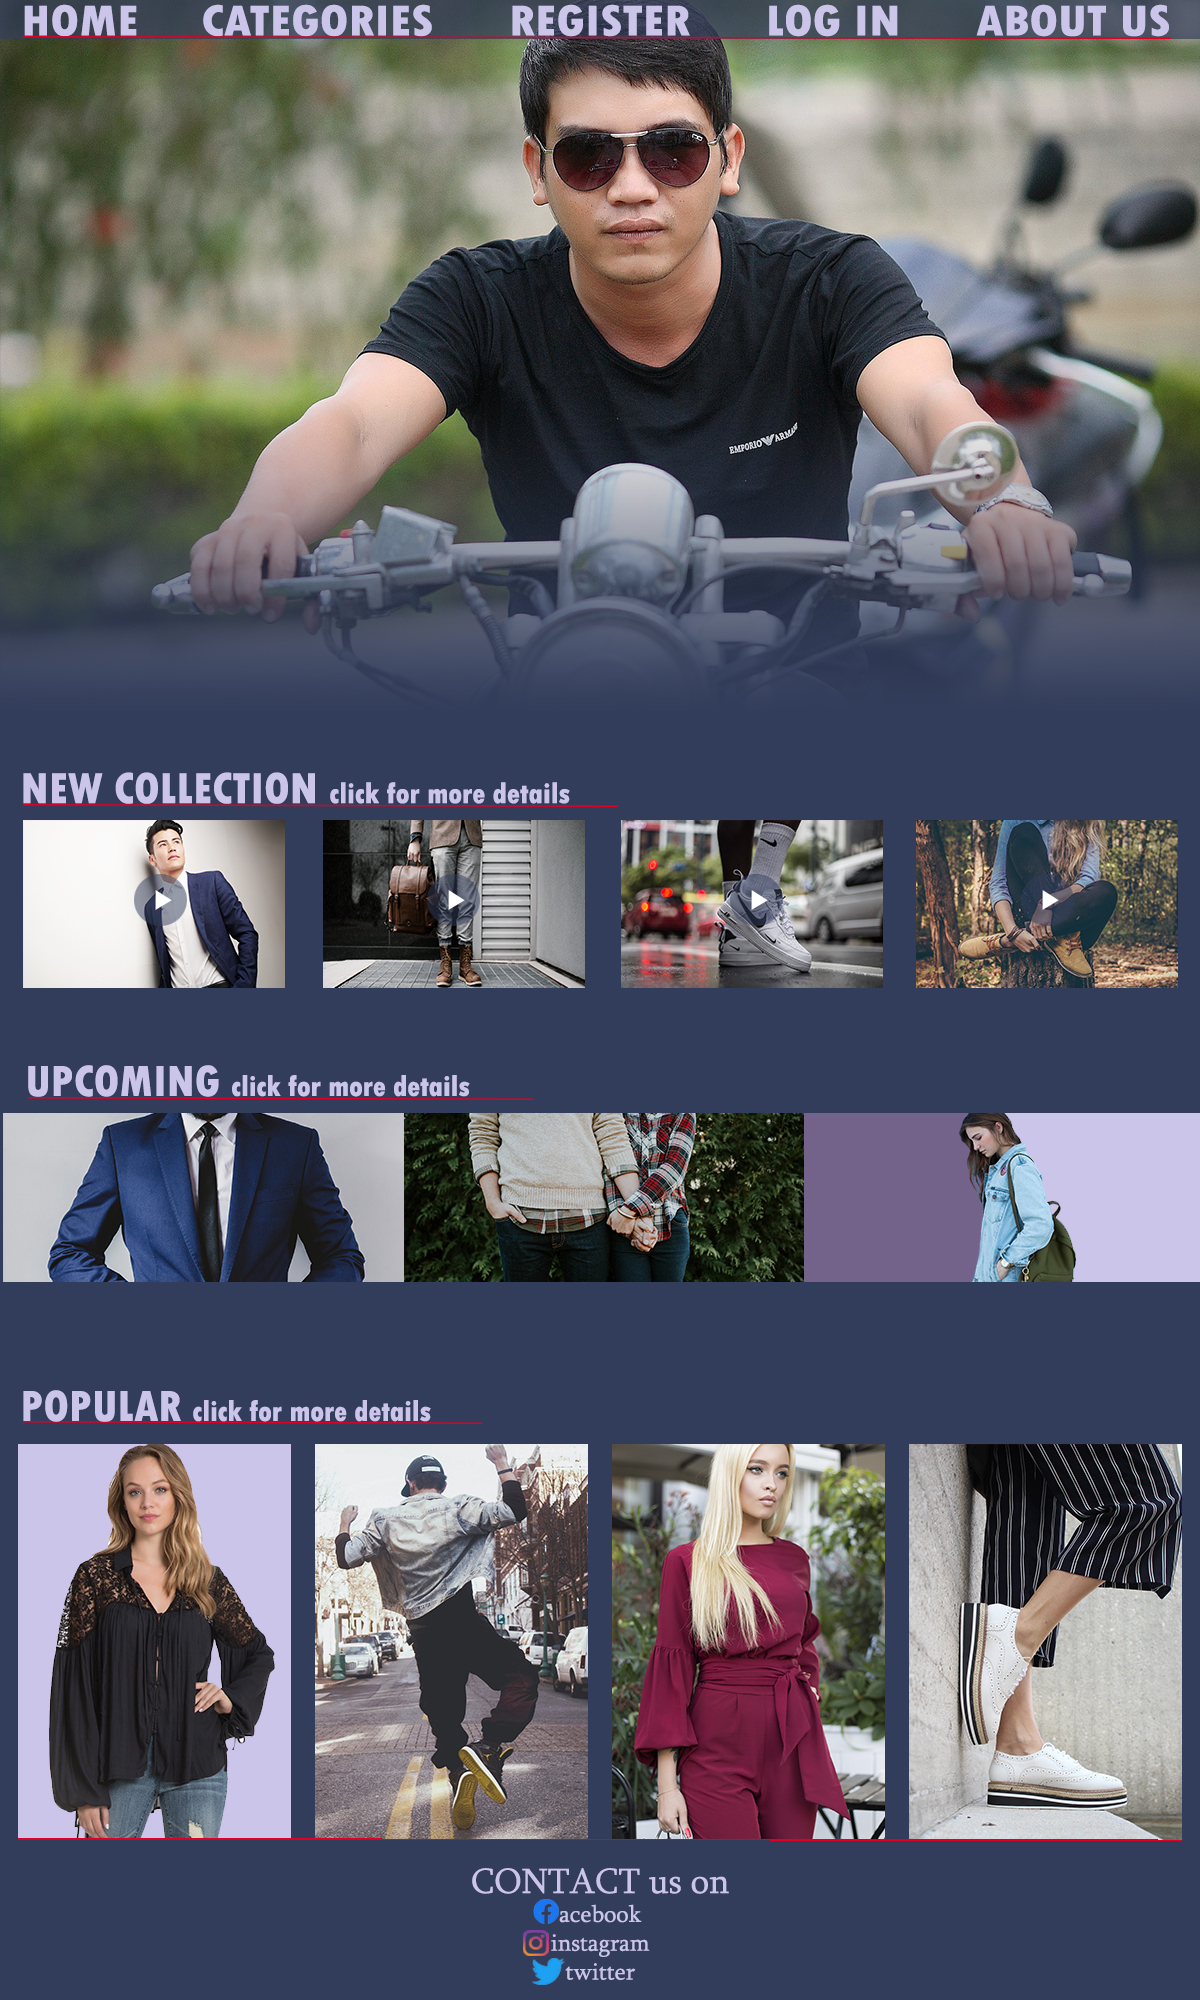 HOME CATEGORIES REGISTER LOG IN ABOUT US
EMPORIO ARMANI
NEW COLLECTION click for more details
UPCOMING click for more details
POPULAR click for more details
CONTACT us on
acebook
instagram
twitter